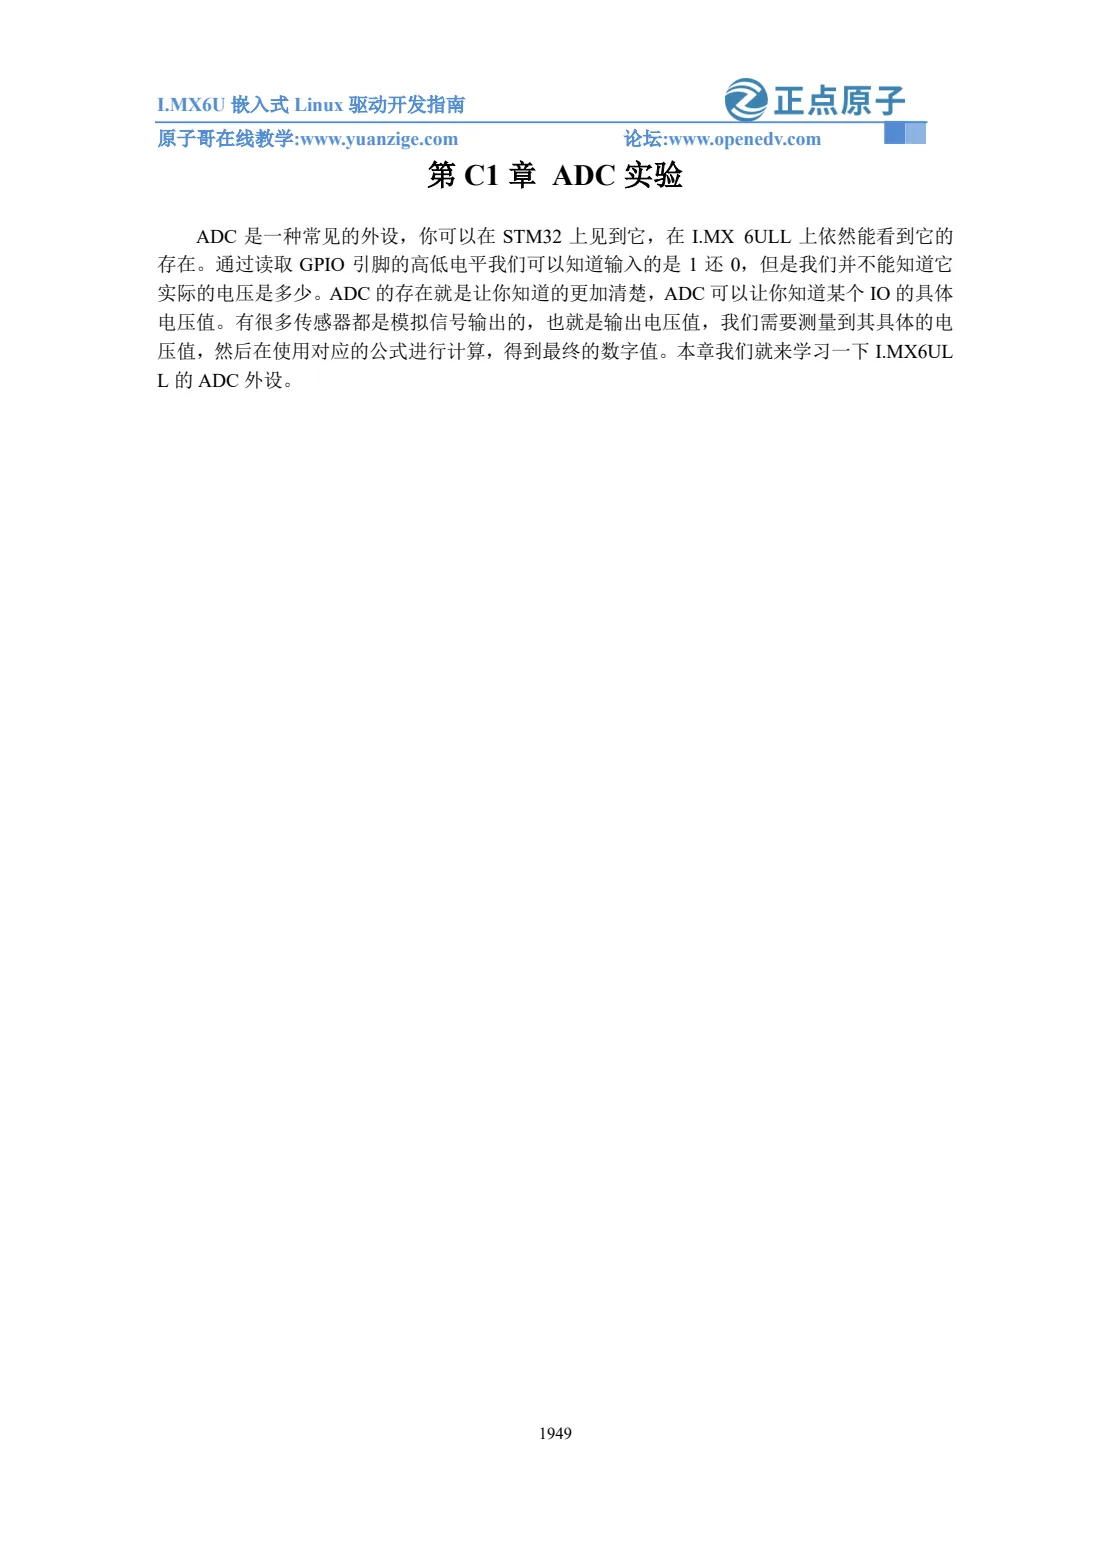 I.MX6U 嵌入式 Linux 驱动开发指南
正点原子
原子哥在线教学:www.yuanzige.com 论坛:www.openedv.com
第 C1 章 ADC 实验
ADC 是一种常见的外设，你可以在 STM32 上见到它，在 I.MX 6ULL 上依然能看到它的
存在。通过读取 GPIO 引脚的高低电平我们可以知道输入的是 1 还 0，但是我们并不能知道它
实际的电压是多少。ADC 的存在就是让你知道的更加清楚，ADC 可以让你知道某个 IO 的具体
电压值。有很多传感器都是模拟信号输出的，也就是输出电压值，我们需要测量到其具体的电
压值，然后在使用对应的公式进行计算，得到最终的数字值。本章我们就来学习一下 I.MX6UL
L 的 ADC 外设。
1949